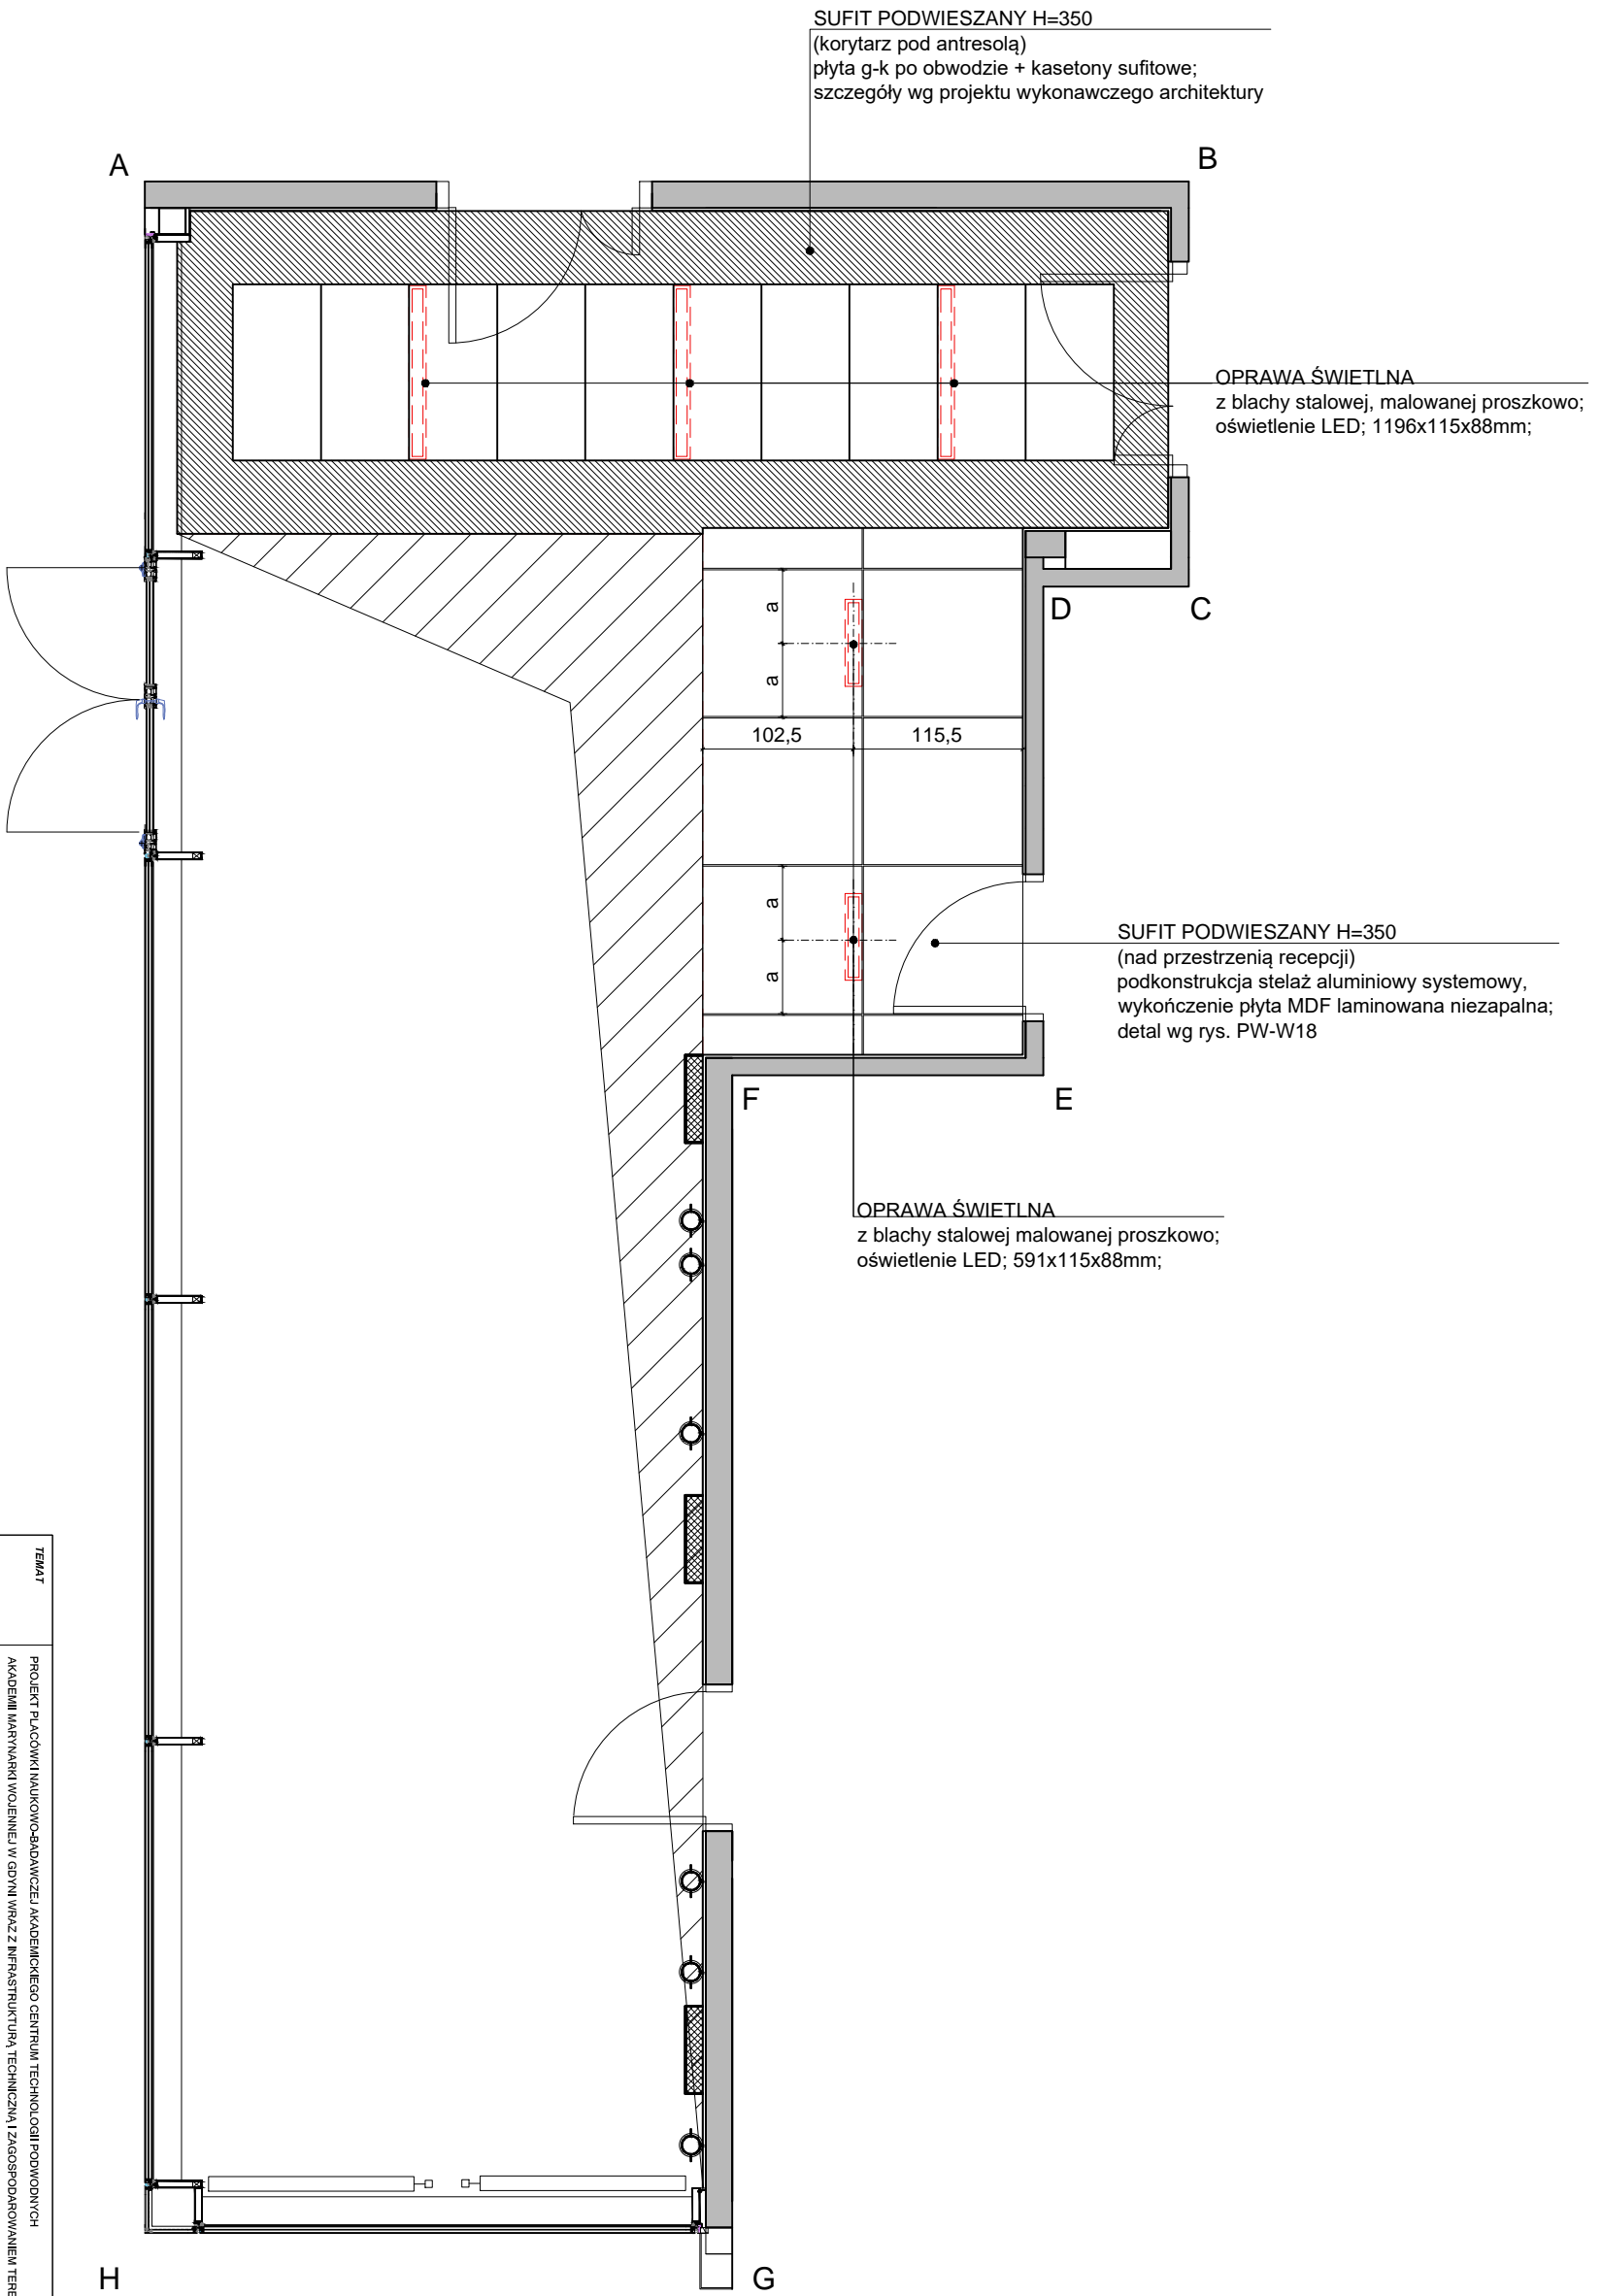 SUFIT PODWIESZANY H=350
(korytarz pod antresolą)
płyta g-k po obwodzie + kasetony sufitowe;
szczegóły wg projektu wykonawczego architektury
A
B
OPRAWA ŚWIETLNA
z blachy stalowej, malowanej proszkowo;
oświetlenie LED; 1196x115x88mm;
D
C
a
a
102,5
115,5
a
a
SUFIT PODWIESZANY H=350
(nad przestrzenią recepcji)
podkonstrukcja stelaż aluminiowy systemowy,
wykończenie płyta MDF laminowana niezapalna;
detal wg rys. PW-W18
F
E
OPRAWA ŚWIETLNA
z blachy stalowej malowanej proszkowo;
oświetlenie LED; 591x115x88mm;
TEMAT
PROJEKT PLACÓWKI NAUKOWO-BADAWCZEJ AKADEMICKIEGO CENTRUM TECHNOLOGII PODWODNYCH
AKADEMII MARYNARKI WOJENNEJ W GDYNI WRAZ Z INFRASTRUKTURĄ TECHNICZNĄ I ZAGOSPODAROWANIEM
H
G